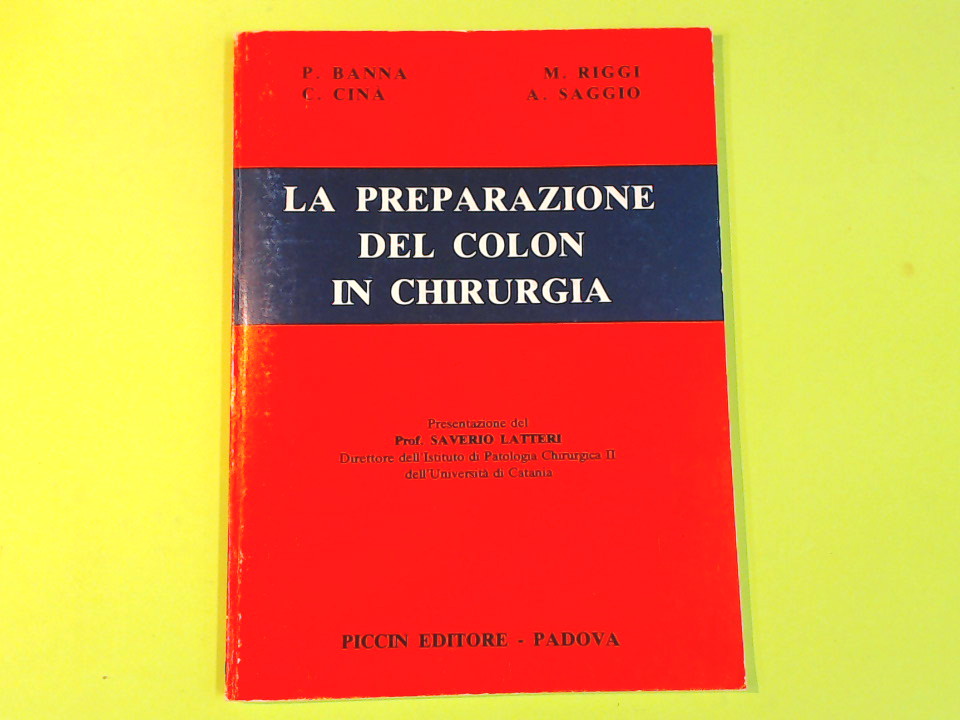 P. BANNA M. RIGGI
C. CINA A. SAGGIO
LA PREPARAZIONE
DEL COLON
IN CHIRURGIA
Presentazione del
Prof. SAVERIO LATTERI
Direttore dell'Istituto di Patologia Chirurgica II
dell'Università di Catania
PICCIN EDITORE - PADOVA